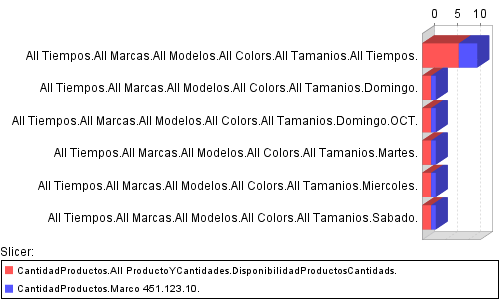 0 5 10
All Tiempos.All Marcas.All Modelos.All Colors.All Tamanios.All Tiempos.
All Tiempos.All Marcas.All Modelos.All Colors.All Tamanios.Domingo.
All Tiempos.All Marcas.All Modelos.All Colors.All Tamanios.Domingo.OCT.
All Tiempos.All Marcas.All Modelos.All Colors.All Tamanios.Martes.
All Tiempos.All Marcas.All Modelos.All Colors.All Tamanios.Miercoles.
All Tiempos.All Marcas.All Modelos.All Colors.All Tamanios.Sabado.
Slicer:
CantidadProductos.All ProductoYCantidades.DisponibilidadProductosCantidads.
CantidadProductos.Marco 451.123.10.